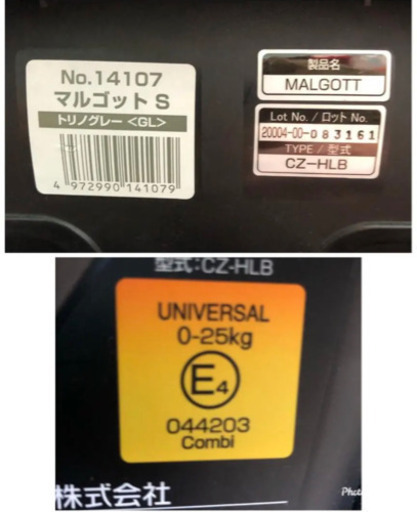 No.14107
マルゴット S
トリノグレー <GL>
4 972990 141079
製品名
MALGOTT
Lot No. / ロット No.
20004-00-083161
TYPE / 型式
CZ-HLB
型式:CZ-HLB
UNIVERSAL
0-25kg
E4
044203
Combi
株式会社